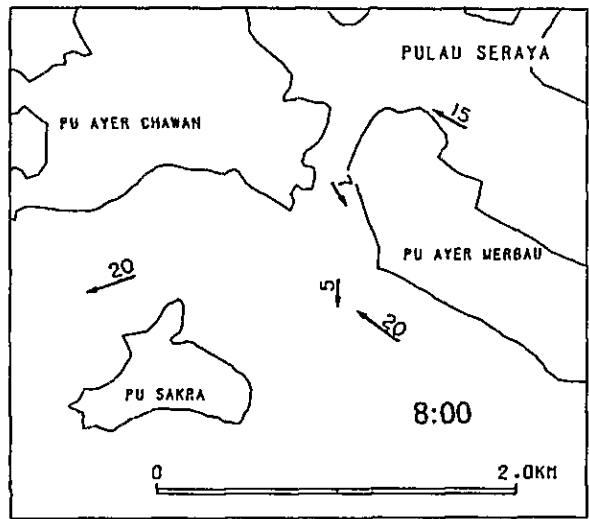 PULAU SERAYA
15
PU AYER CHAWAN
7
PU AYER MERBAU
20
5
20
PU SAKRA
8:00
0
2.0KM